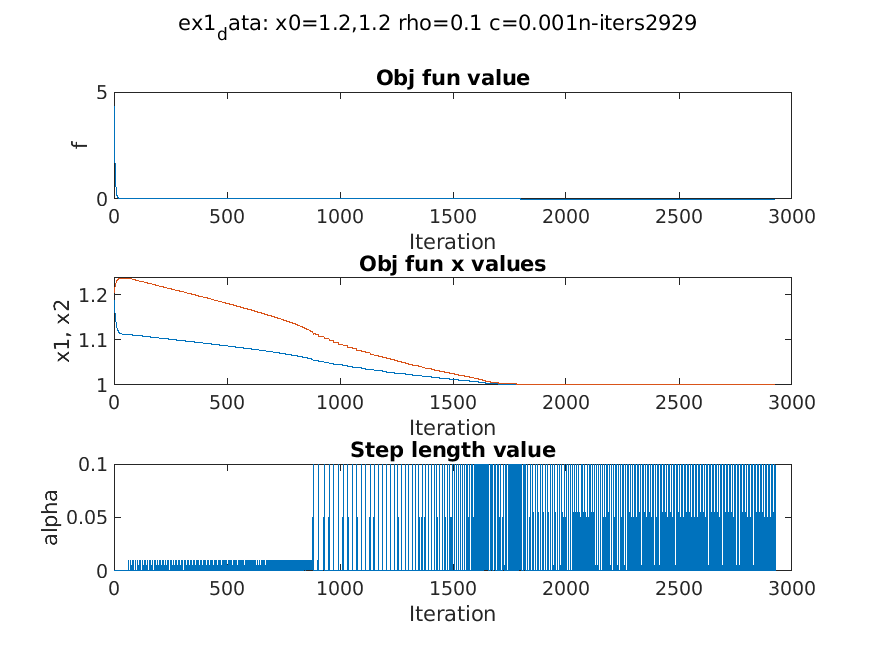 ex1_data: x0=1.2,1.2 rho=0.1 c=0.001n-iters2929
Obj fun value
5
f
0
0 500 1000 1500 2000 2500 3000
Iteration
Obj fun x values
1.2
x1, x2
1.1
1
0 500 1000 1500 2000 2500 3000
Iteration
Step length value
0.1
alpha
0.05
0
0 500 1000 1500 2000 2500 3000
Iteration